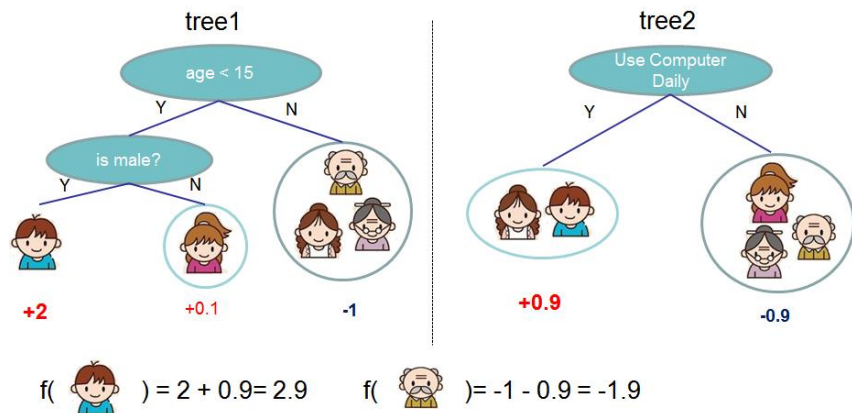 tree1
tree2
age < 15
Use Computer
Daily
Y
N
Y
N
is male?
Y
N
+2
+0.1
-1
+0.9
-0.9
f( ) = 2 + 0.9= 2.9
f( )= -1 - 0.9 = -1.9